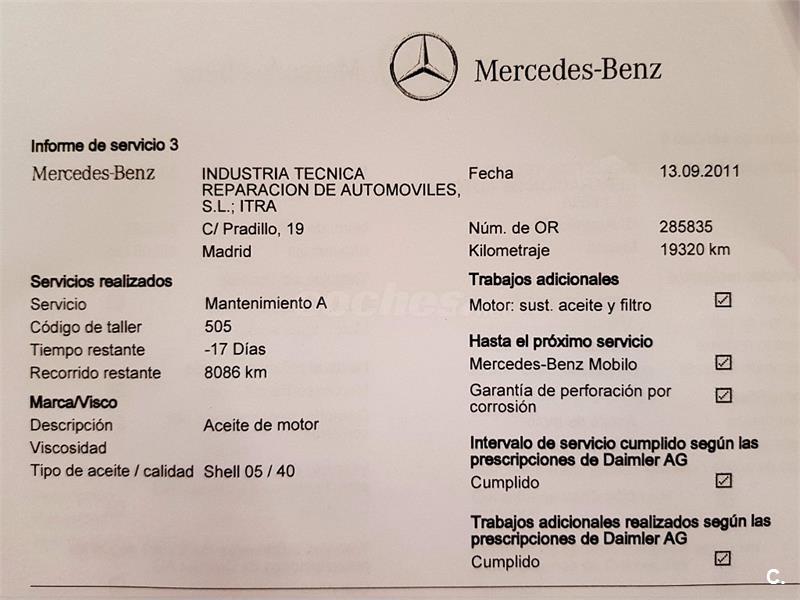 Mercedes-Benz
Informe de servicio 3
Mercedes-Benz
INDUSTRIA TECNICA
REPARACION DE AUTOMOVILES,
S.L.; ITRA
C/ Pradillo, 19
Madrid
Fecha 13.09.2011
Núm. de OR 285835
Kilometraje 19320 km
Servicios realizados
Servicio Mantenimiento A
Código de taller 505
Tiempo restante -17 Días
Recorrido restante 8086 km
Marca/Visco
Descripción Aceite de motor
Viscosidad
Tipo de aceite / calidad Shell 05 / 40
Trabajos adicionales
Motor: sust. aceite y filtro
Hasta el próximo servicio
Mercedes-Benz Mobilo
Garantía de perforación por
corrosión
Intervalo de servicio cumplido según las
prescripciones de Daimler AG
Cumplido
Trabajos adicionales realizados según las
prescripciones de Daimler AG
Cumplido
C.